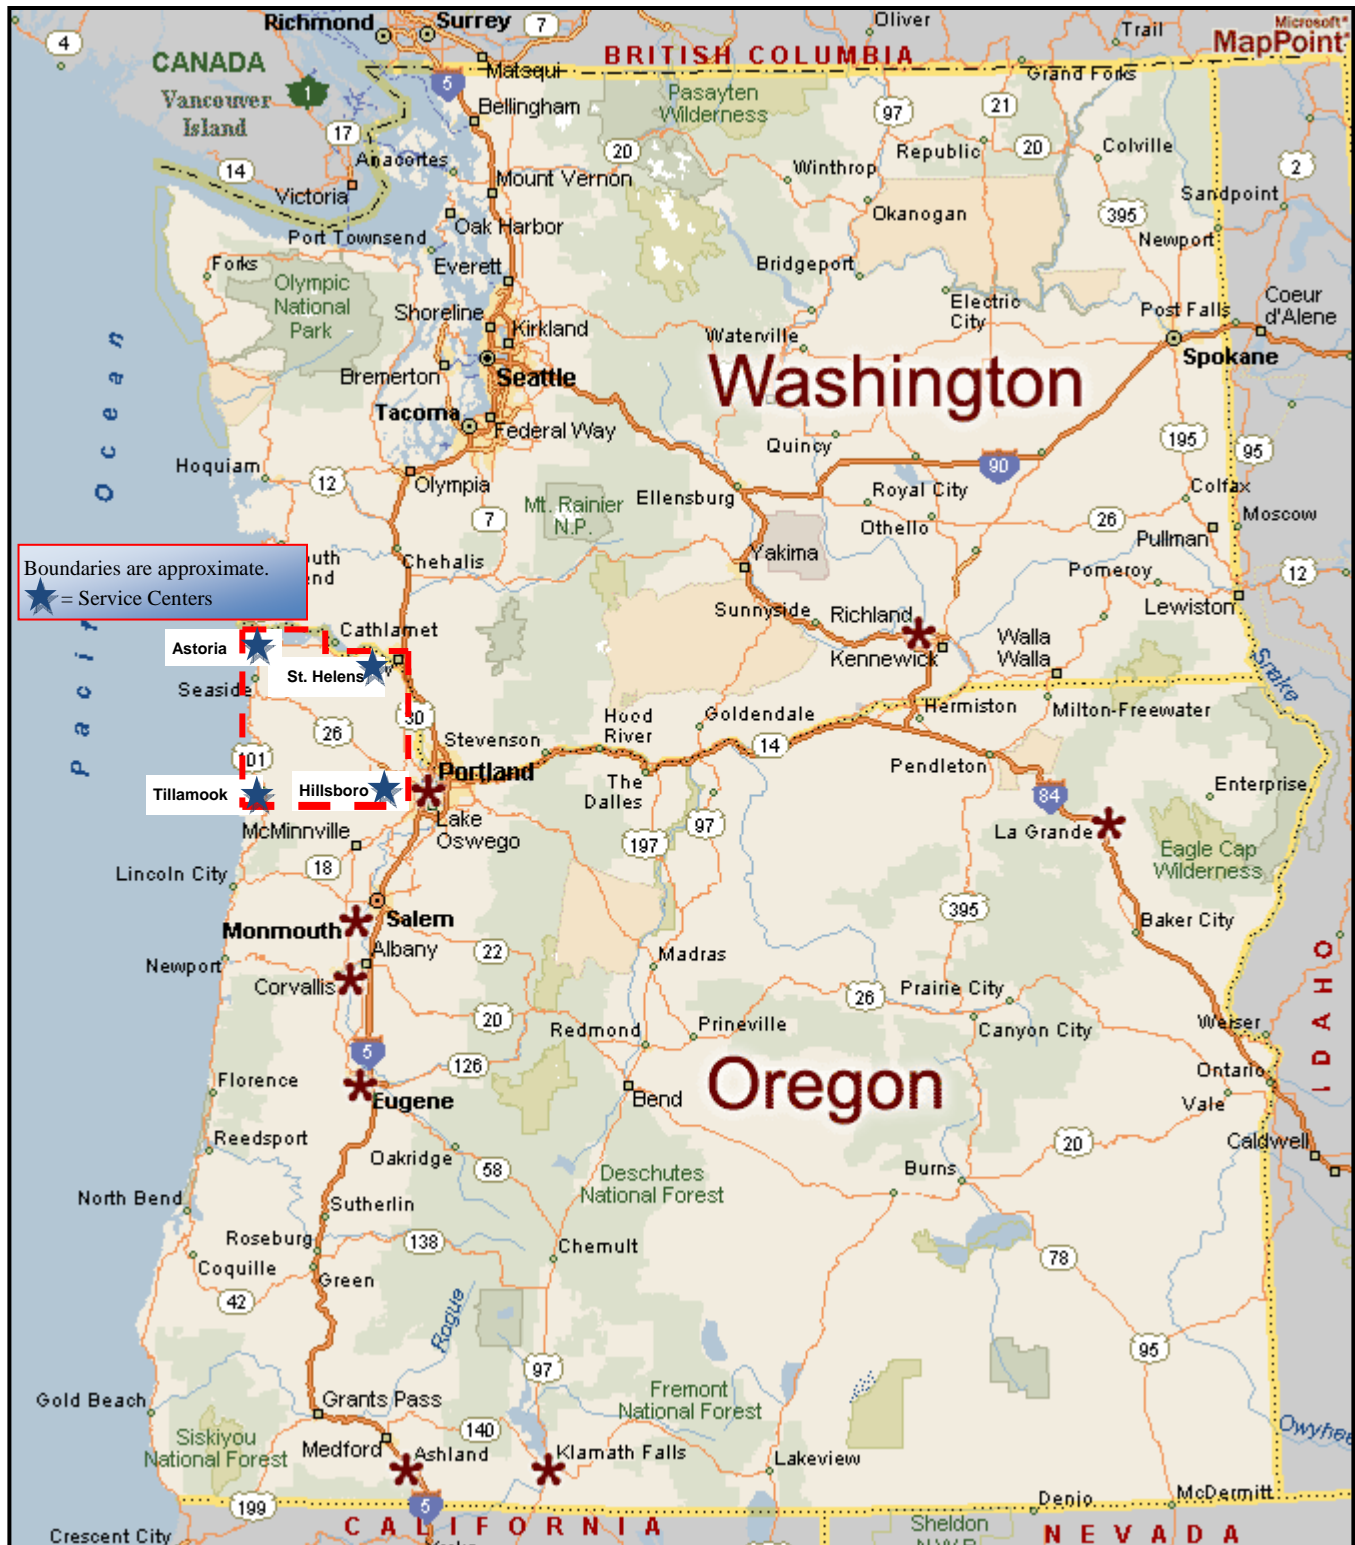 Richmond
Surrey
7
Oliver
Trail
Microsoft®
MapPoint®
4
CANADA
BRITISH COLUMBIA
Matsqui
Grand Forks
Vancouver
Island
1
5
Bellingham
Pasayten
Wilderness
97
21
17
20
Republic
20
Colville
Anacortes
14
Winthrop
2
Mount Vernon
Victoria
Sandpoint
Okanogan
395
Oak Harbor
Port Townsend
Newport
Forks
Everett
Bridgeport
Olympic
National
Park
Electric
City
Post Falls
Coeur
d'Alene
Shoreline
Kirkland
Waterville
Spokane
Washington
Bremerton
Seattle
Tacoma
Federal Way
Quincy
195
95
Hoquiam
12
Olympia
90
Ellensburg
Royal City
Colfax
Mt. Rainier
N.P.
7
Othello
26
Moscow
Pullman
Pacif
Ocean
Boundaries are approximate.
= Service Centers
outh
nd
Chehalis
Yakima
Pomeroy
12
Sunnyside
Richland
Lewiston
Cathlamet
Astoria
Kennewick
Walla
Walla
Snake
St. Helens
Seaside
Hermiston
Milton-Freewater
30
26
Hood
River
Goldendale
14
Stevenson
101
Portland
Pendleton
Tillamook
Hillsboro
The
Dalles
84
Enterprise
McMinnville
Lake
Oswego
97
La Grande
197
Eagle Cap
Wilderness
18
Lincoln City
395
Salem
Baker City
Monmouth
Albany
22
Newport
Madras
Corvallis
26
Prairie City
IDAHO
20
Redmond
Prineville
Canyon City
Weiser
5
126
Oregon
Ontario
Florence
Eugene
Bend
Vale
Reedsport
20
Caldwell
Oakridge
58
Deschutes
National Forest
Burns
North Bend
Sutherlin
Roseburg
138
Chemult
78
Coquille
Green
42
Rogue
95
97
Gold Beach
Grants Pass
Fremont
National Forest
140
Siskiyou
National Forest
Medford
Ashland
Klamath Falls
Lakeview
Owyhee
199
5
Denio
McDermitt
Crescent City
CALIFORNIA
Sheldon
NEVADA